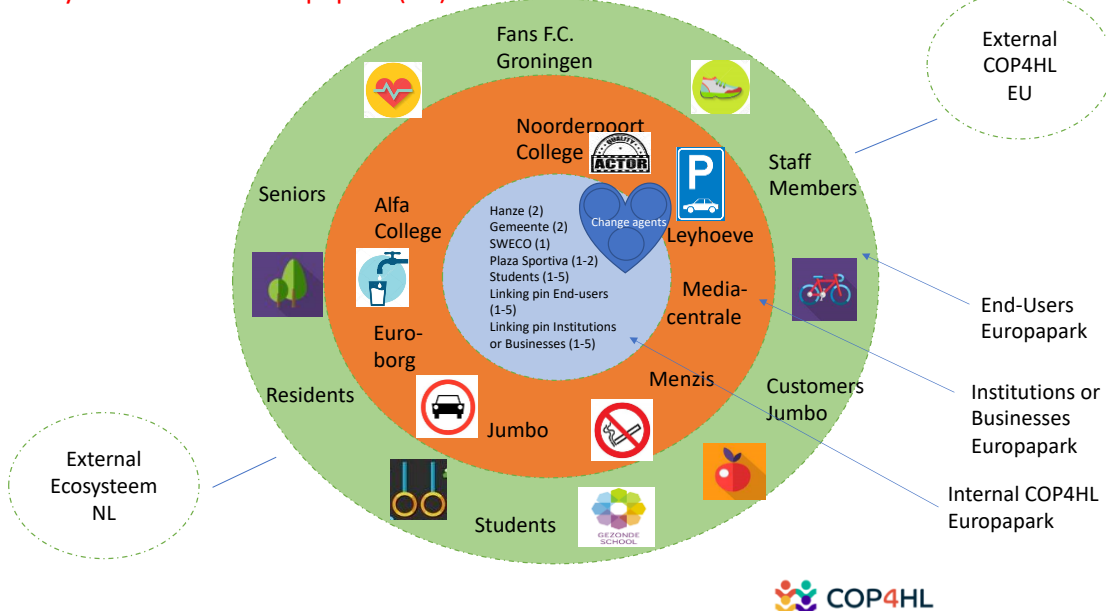 Fans F.C.
Groningen
External
COP4HL
EU
Noorderpoort
College
QUALITY
ACTOR
P
Staff
Members
Seniors
Alfa
College
Hanze (2)
Gemeente (2)
SWECO (1)
Plaza Sportiva (1-2)
Students (1-5)
Linking pin End-users
(1-5)
Linking pin Institutions
or Businesses (1-5)
Change agents
Leyhoeve
Media-
centrale
Euro-
borg
End-Users
Europapark
Residents
Menzis
Customers
Jumbo
Institutions or
Businesses
Europapark
Jumbo
External
Ecosysteem
NL
Internal COP4HL
Europapark
Students
GEZONDE
SCHOOL
COP4HL